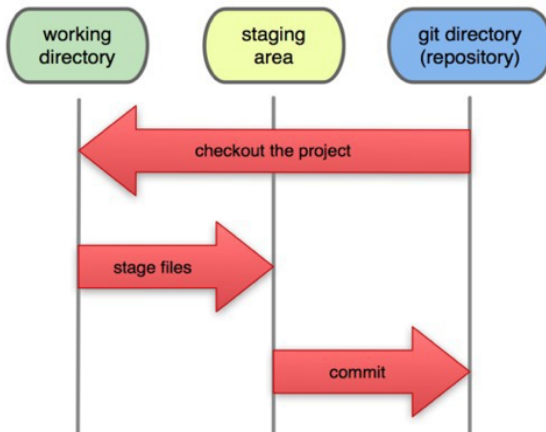 working
directory
staging
area
git directory
(repository)
checkout the project
stage files
commit